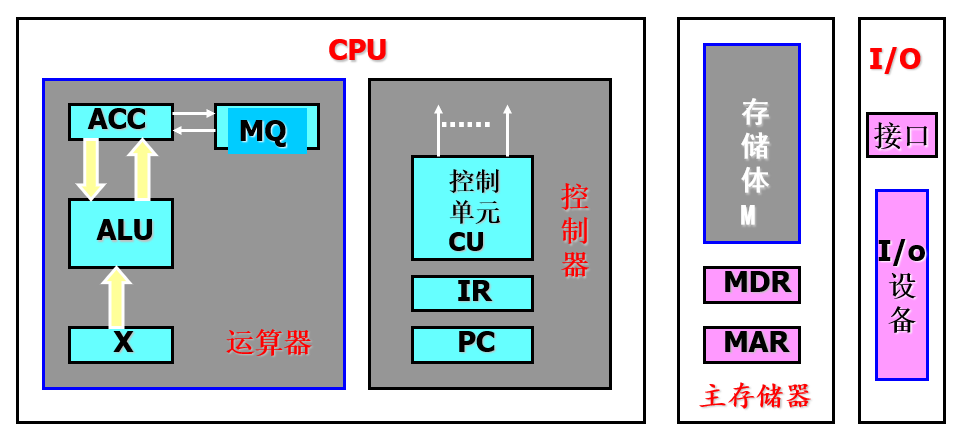 CPU
ACC
MQ
ALU
X
运算器
控制
单元
CU
IR
PC
控
制
器
存
储
体
M
MDR
MAR
主存储器
I/O
接口
I/o
设
备